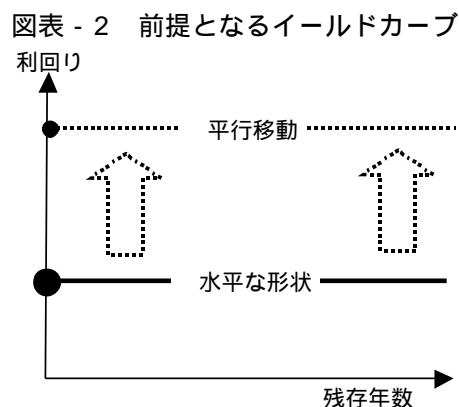 図表 - 2　前提となるイールドカーブ
利回り
平行移動
水平な形状
残存年数